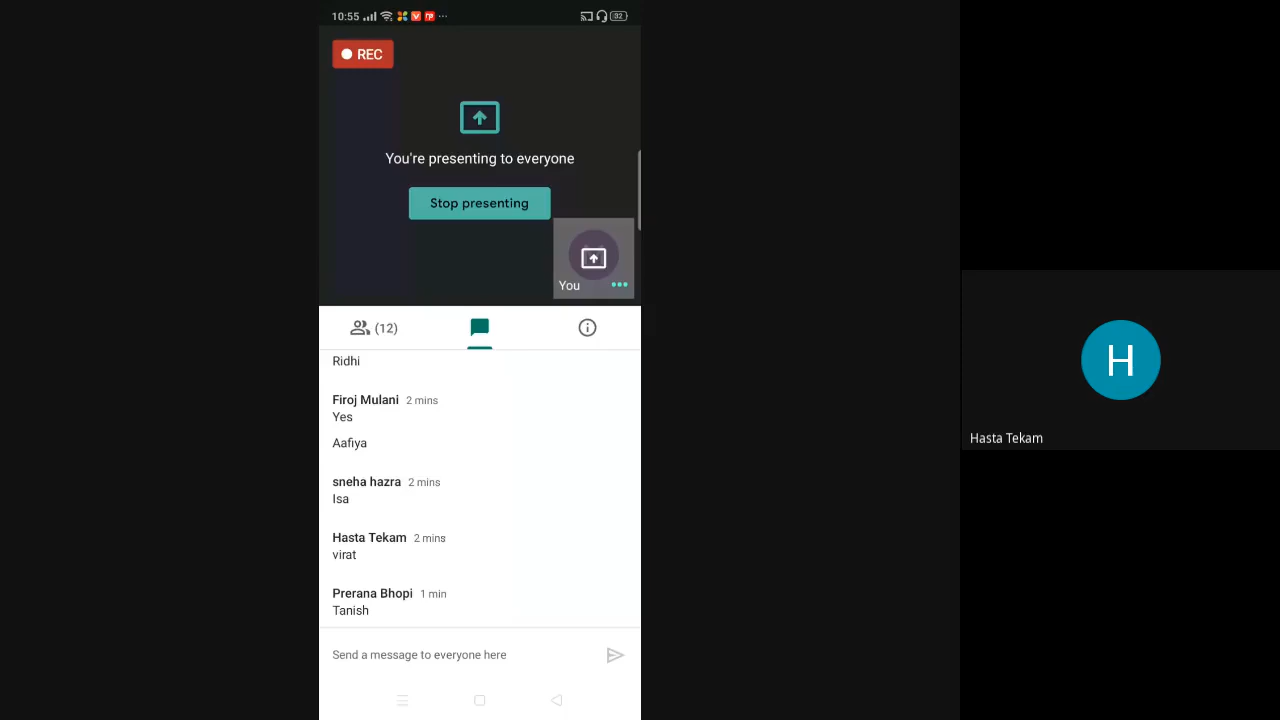 10:55
82
REC
You're presenting to everyone
Stop presenting
You
(12)
Ridhi
Firoj Mulani 2 mins
Yes
Aafiya
sneha hazra 2 mins
Isa
Hasta Tekam 2 mins
virat
Prerana Bhopi 1 min
Tanish
Send a message to everyone here
H
Hasta Tekam